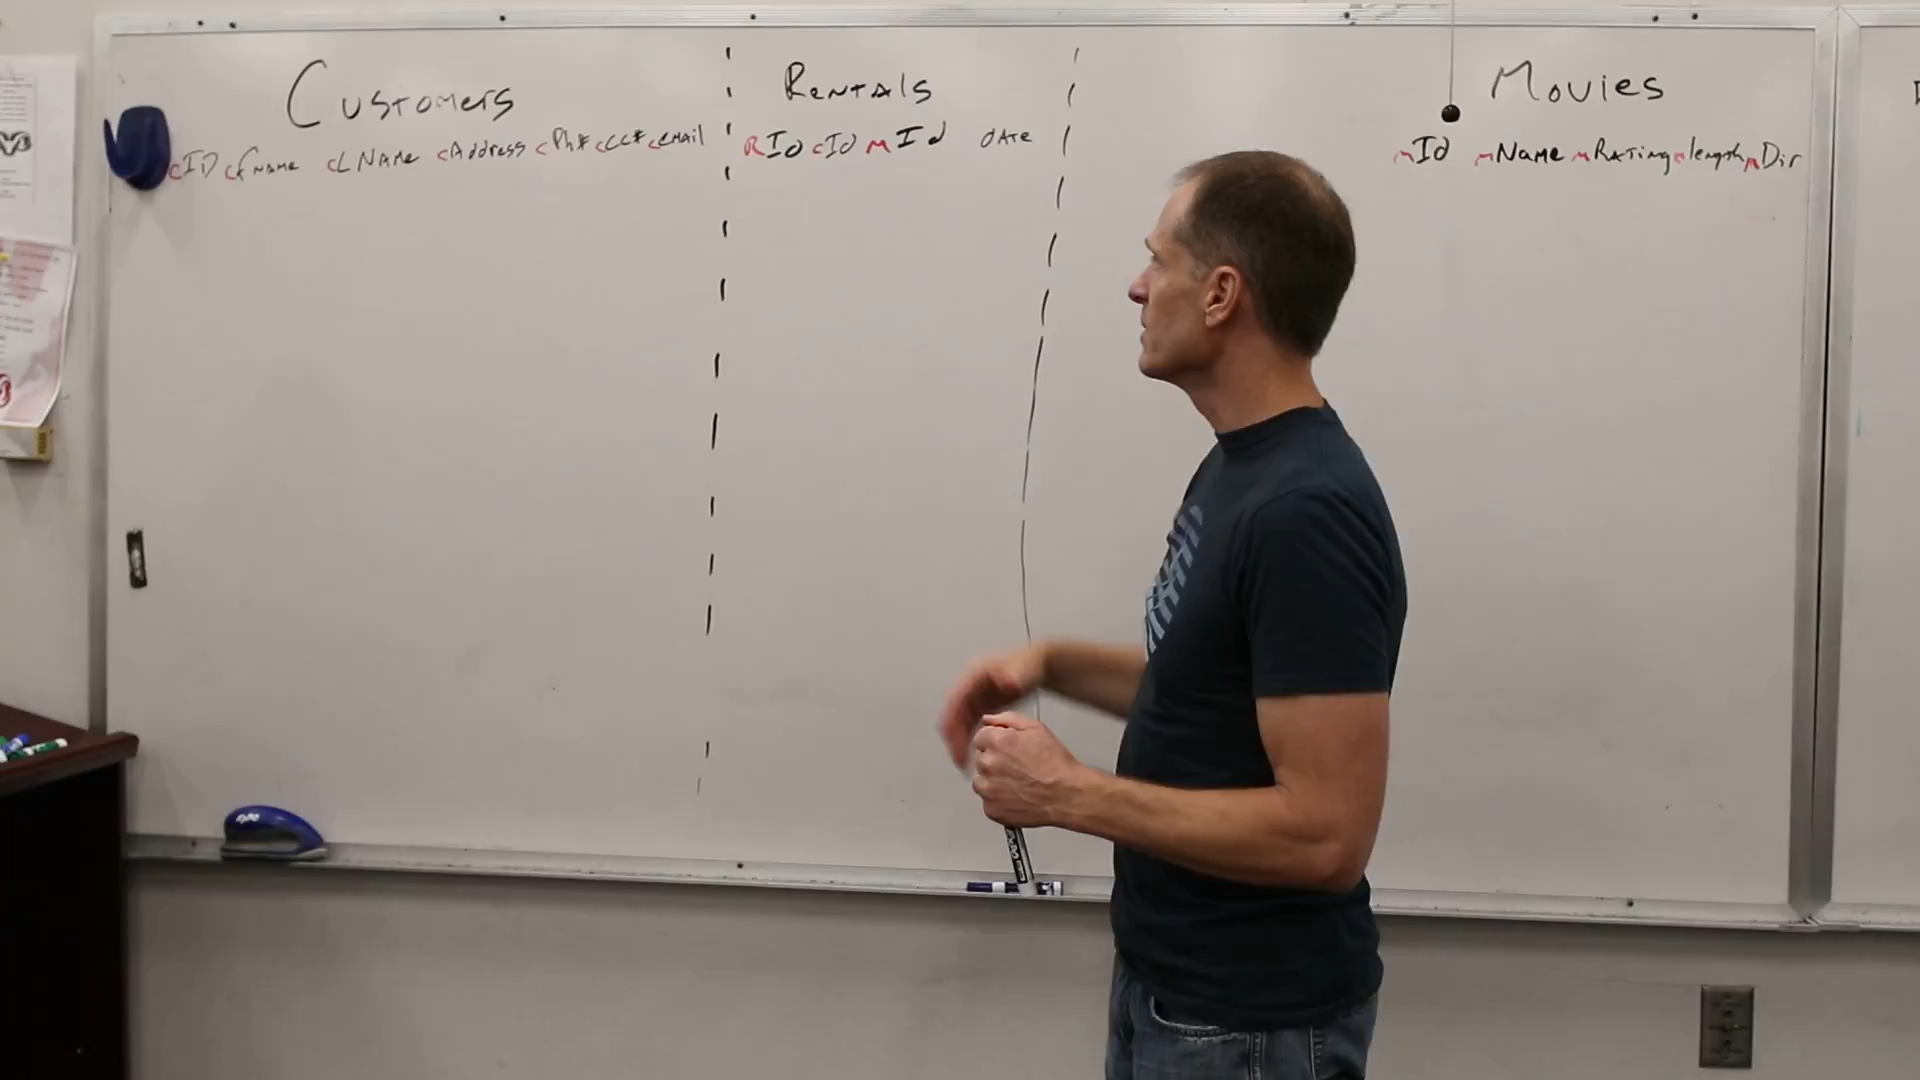 Customers
cID cFname cLName cAddress cPh# cCC# cemail
Rentals
RId cId mId date
Movies
mId mName mRating mlength mDir
expo